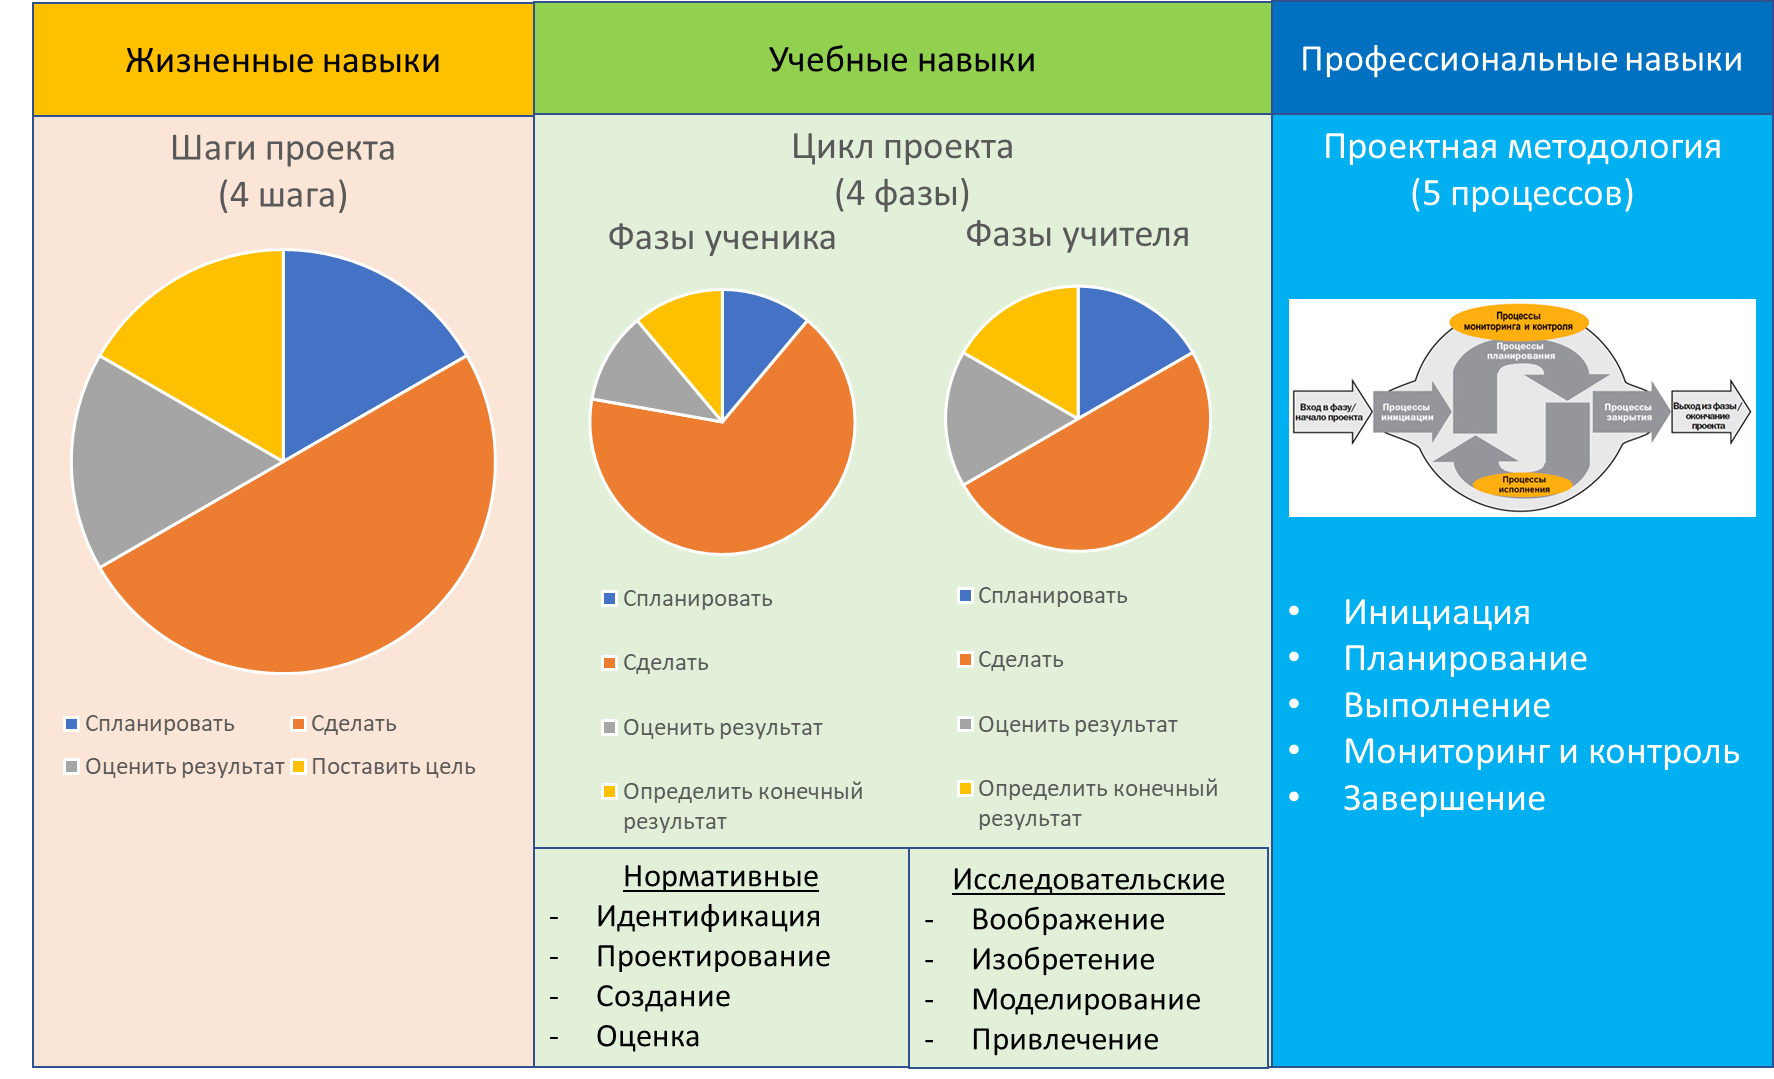 Жизненные навыки
Учебные навыки
Профессиональные навыки
Шаги проекта
(4 шага)
Спланировать
Сделать
Оценить результат
Поставить цель
Цикл проекта
(4 фазы)
Фазы ученика
Спланировать
Сделать
Оценить результат
Определить конечный
результат
Фазы учителя
Спланировать
Сделать
Оценить результат
Определить конечный
результат
Нормативные
- Идентификация
- Проектирование
- Создание
- Оценка
Исследовательские
- Воображение
- Изобретение
- Моделирование
- Привлечение
Проектная методология
(5 процессов)
Процессы
мониторинга и контроля
Процессы
планирования
Вход в фазу/
начало проекта
Процессы
инициации
Процессы
закрытия
Выход из фазы/
окончание
проекта
Процессы
исполнения
• Инициация
• Планирование
• Выполнение
• Мониторинг и контроль
• Завершение